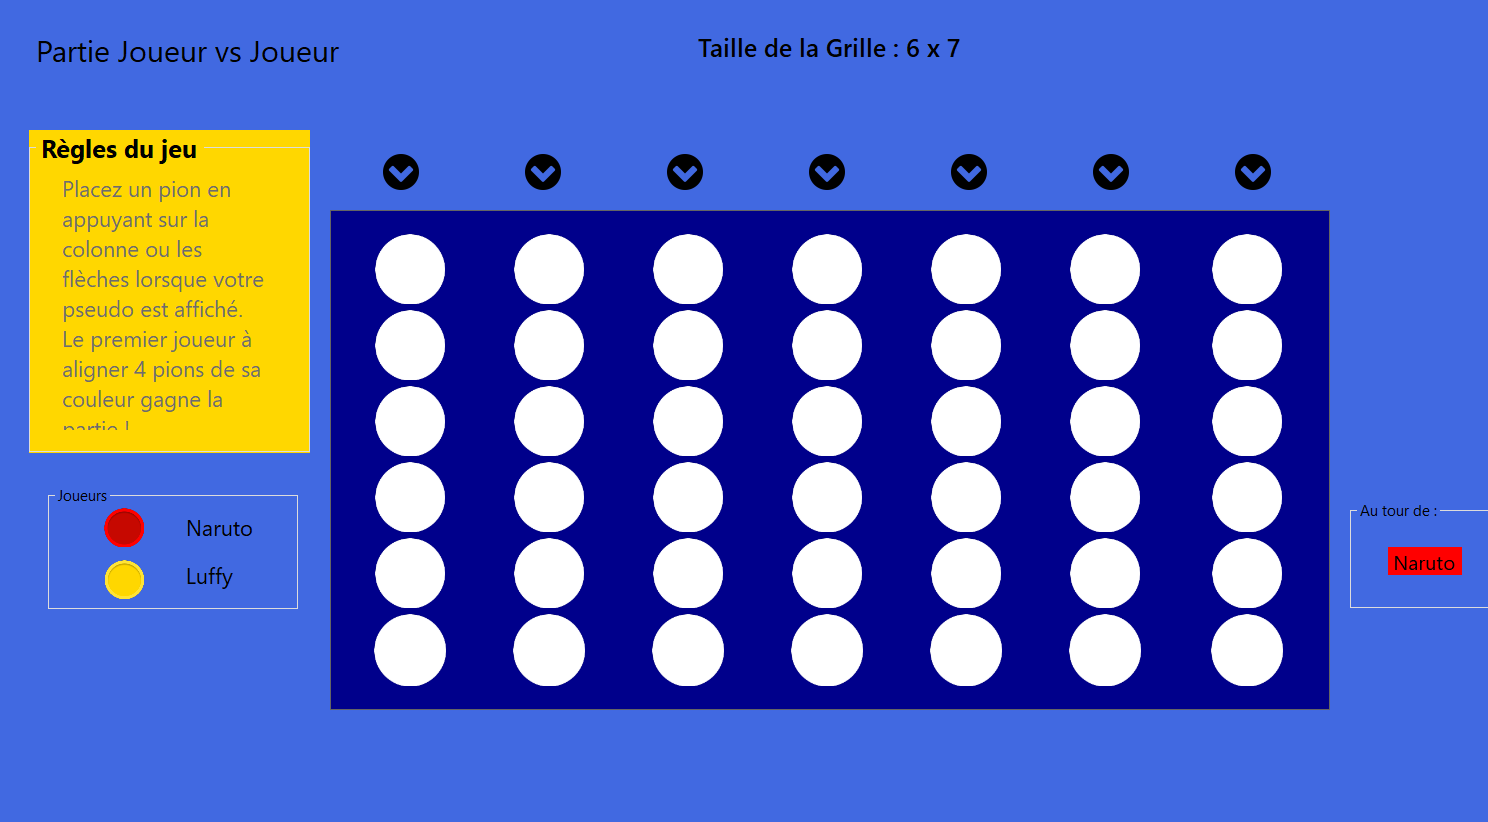 Partie Joueur vs Joueur
Taille de la Grille : 6 x 7
Règles du jeu
Placez un pion en
appuyant sur la
colonne ou les
flèches lorsque votre
pseudo est affiché.
Le premier joueur à
aligner 4 pions de sa
couleur gagne la
partie !
Joueurs
Naruto
Luffy
Au tour de :
Naruto